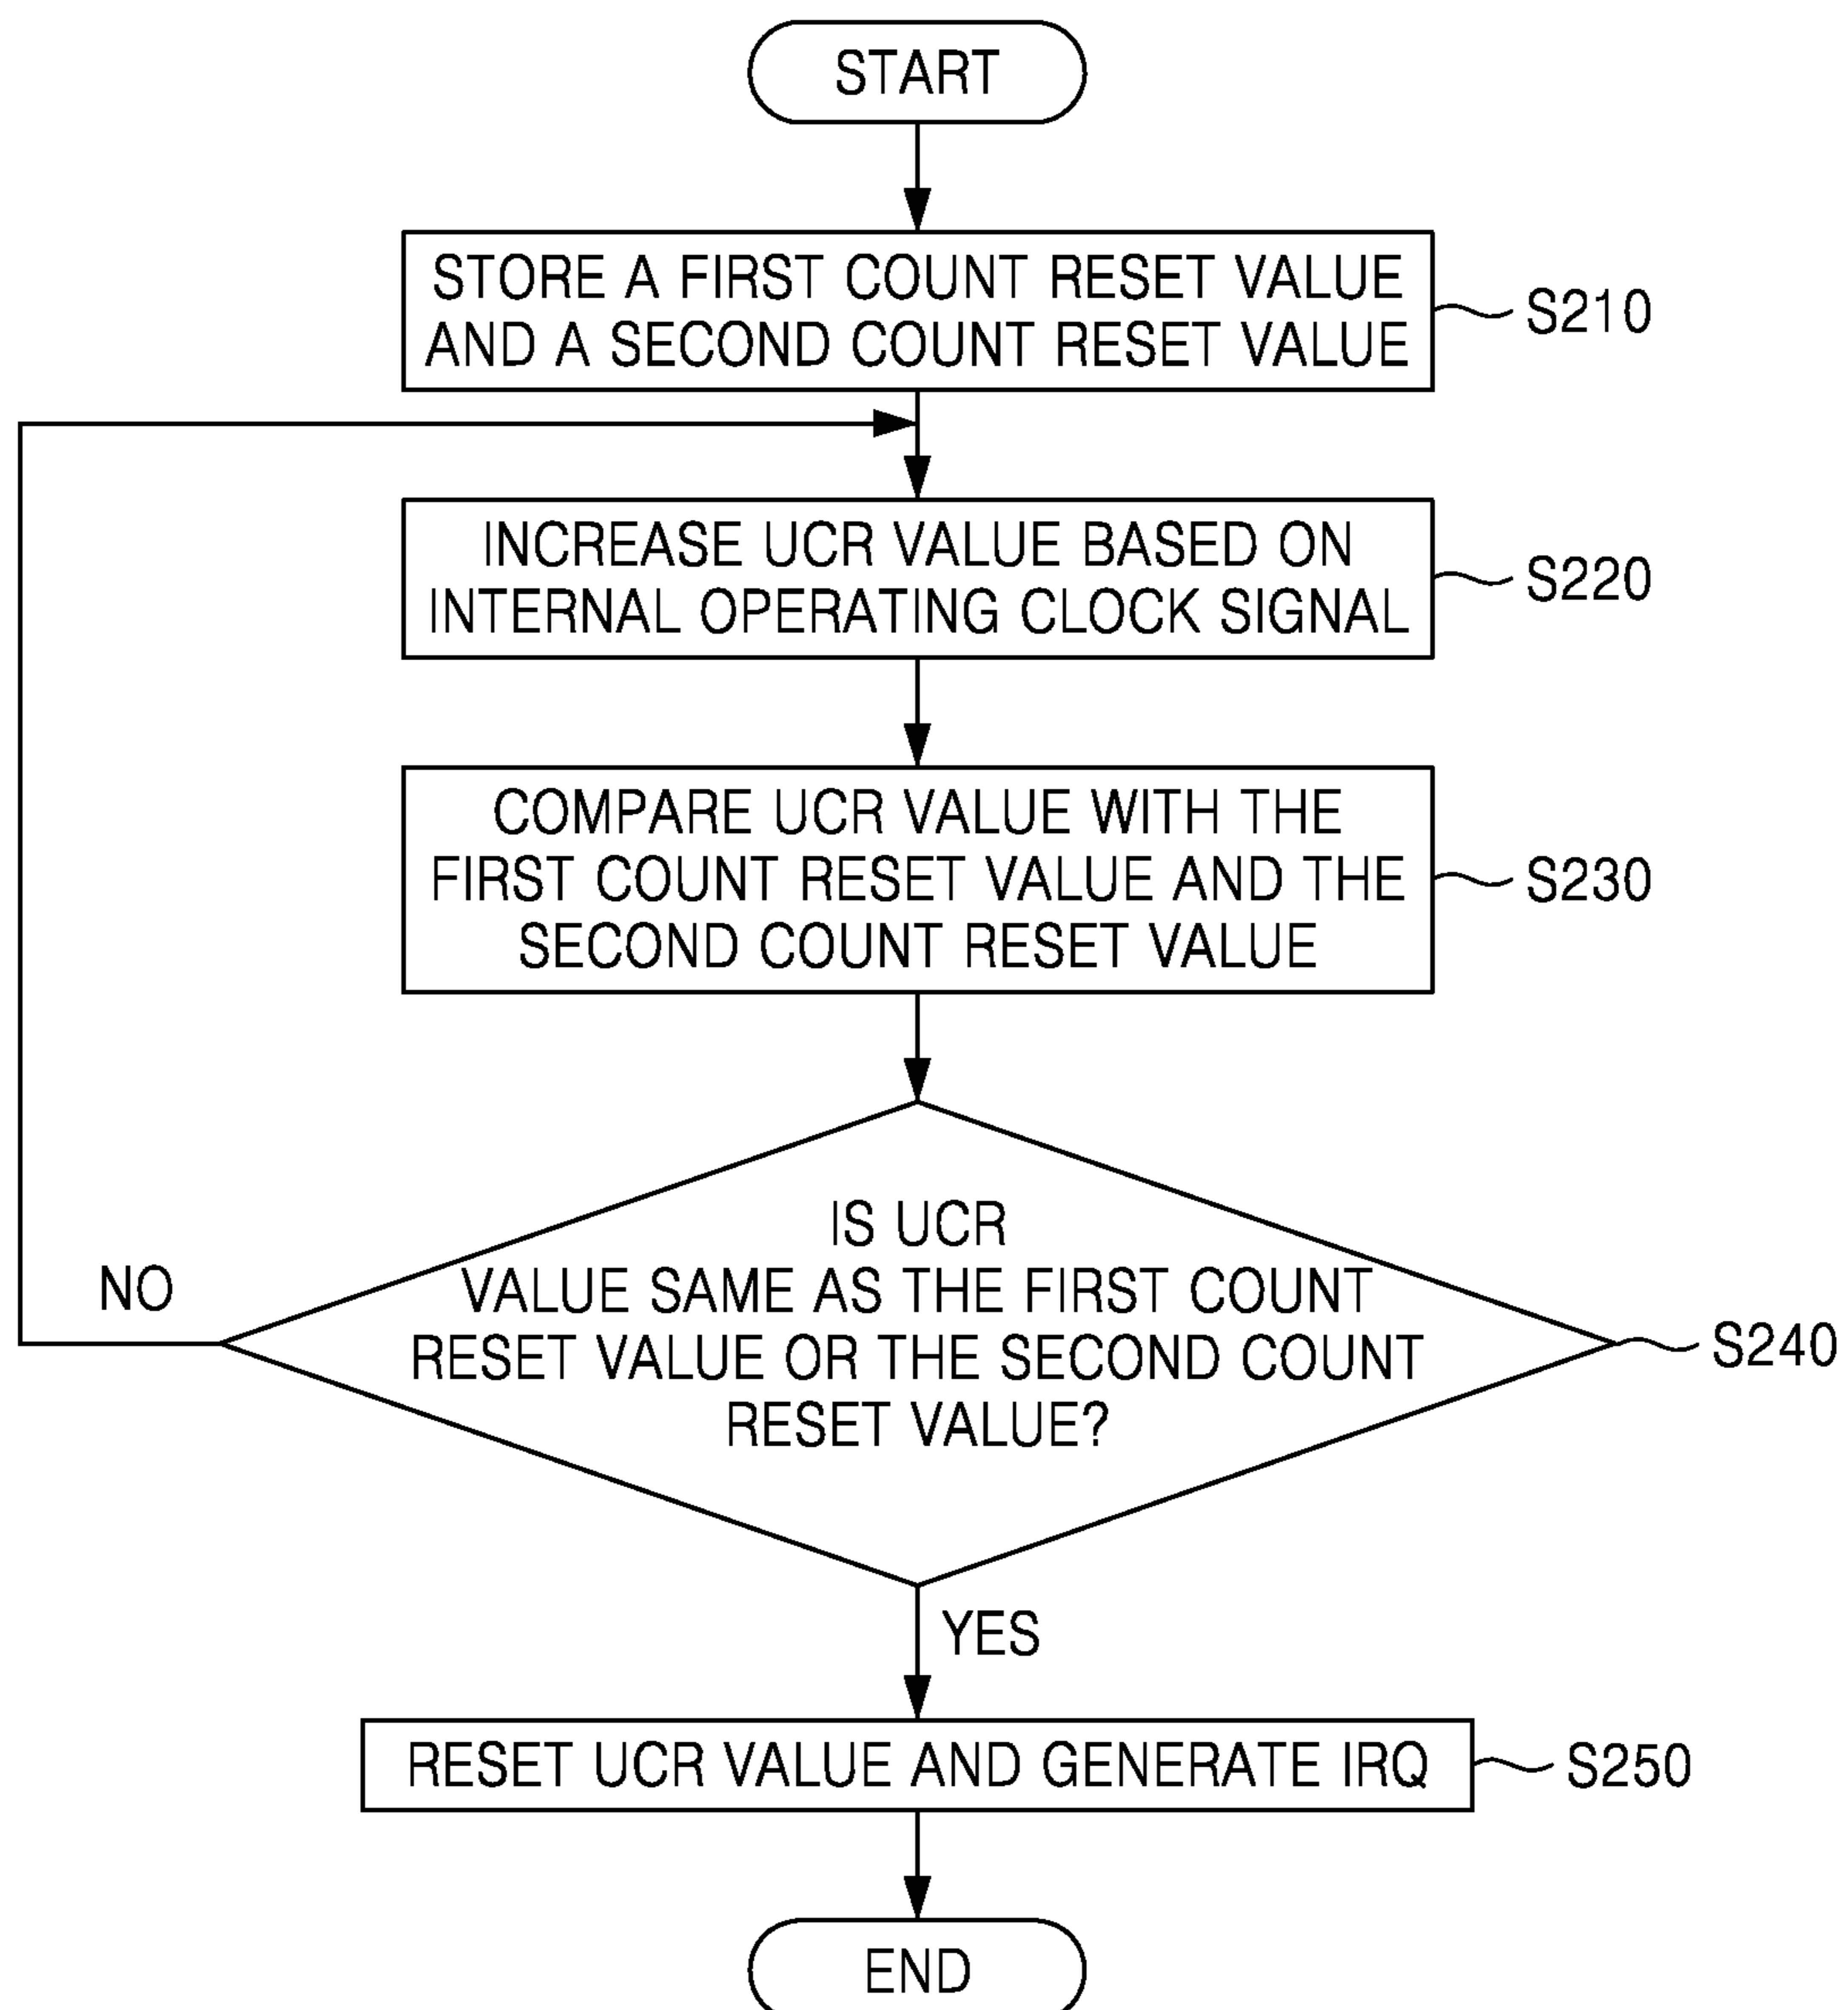 START
STORE A FIRST COUNT RESET VALUE
AND A SECOND COUNT RESET VALUE
S210
INCREASE UCR VALUE BASED ON
INTERNAL OPERATING CLOCK SIGNAL
S220
COMPARE UCR VALUE WITH THE
FIRST COUNT RESET VALUE AND THE
SECOND COUNT RESET VALUE
S230
IS UCR
VALUE SAME AS THE FIRST COUNT
RESET VALUE OR THE SECOND COUNT
RESET VALUE?
S240
NO
YES
RESET UCR VALUE AND GENERATE IRQ
S250
END